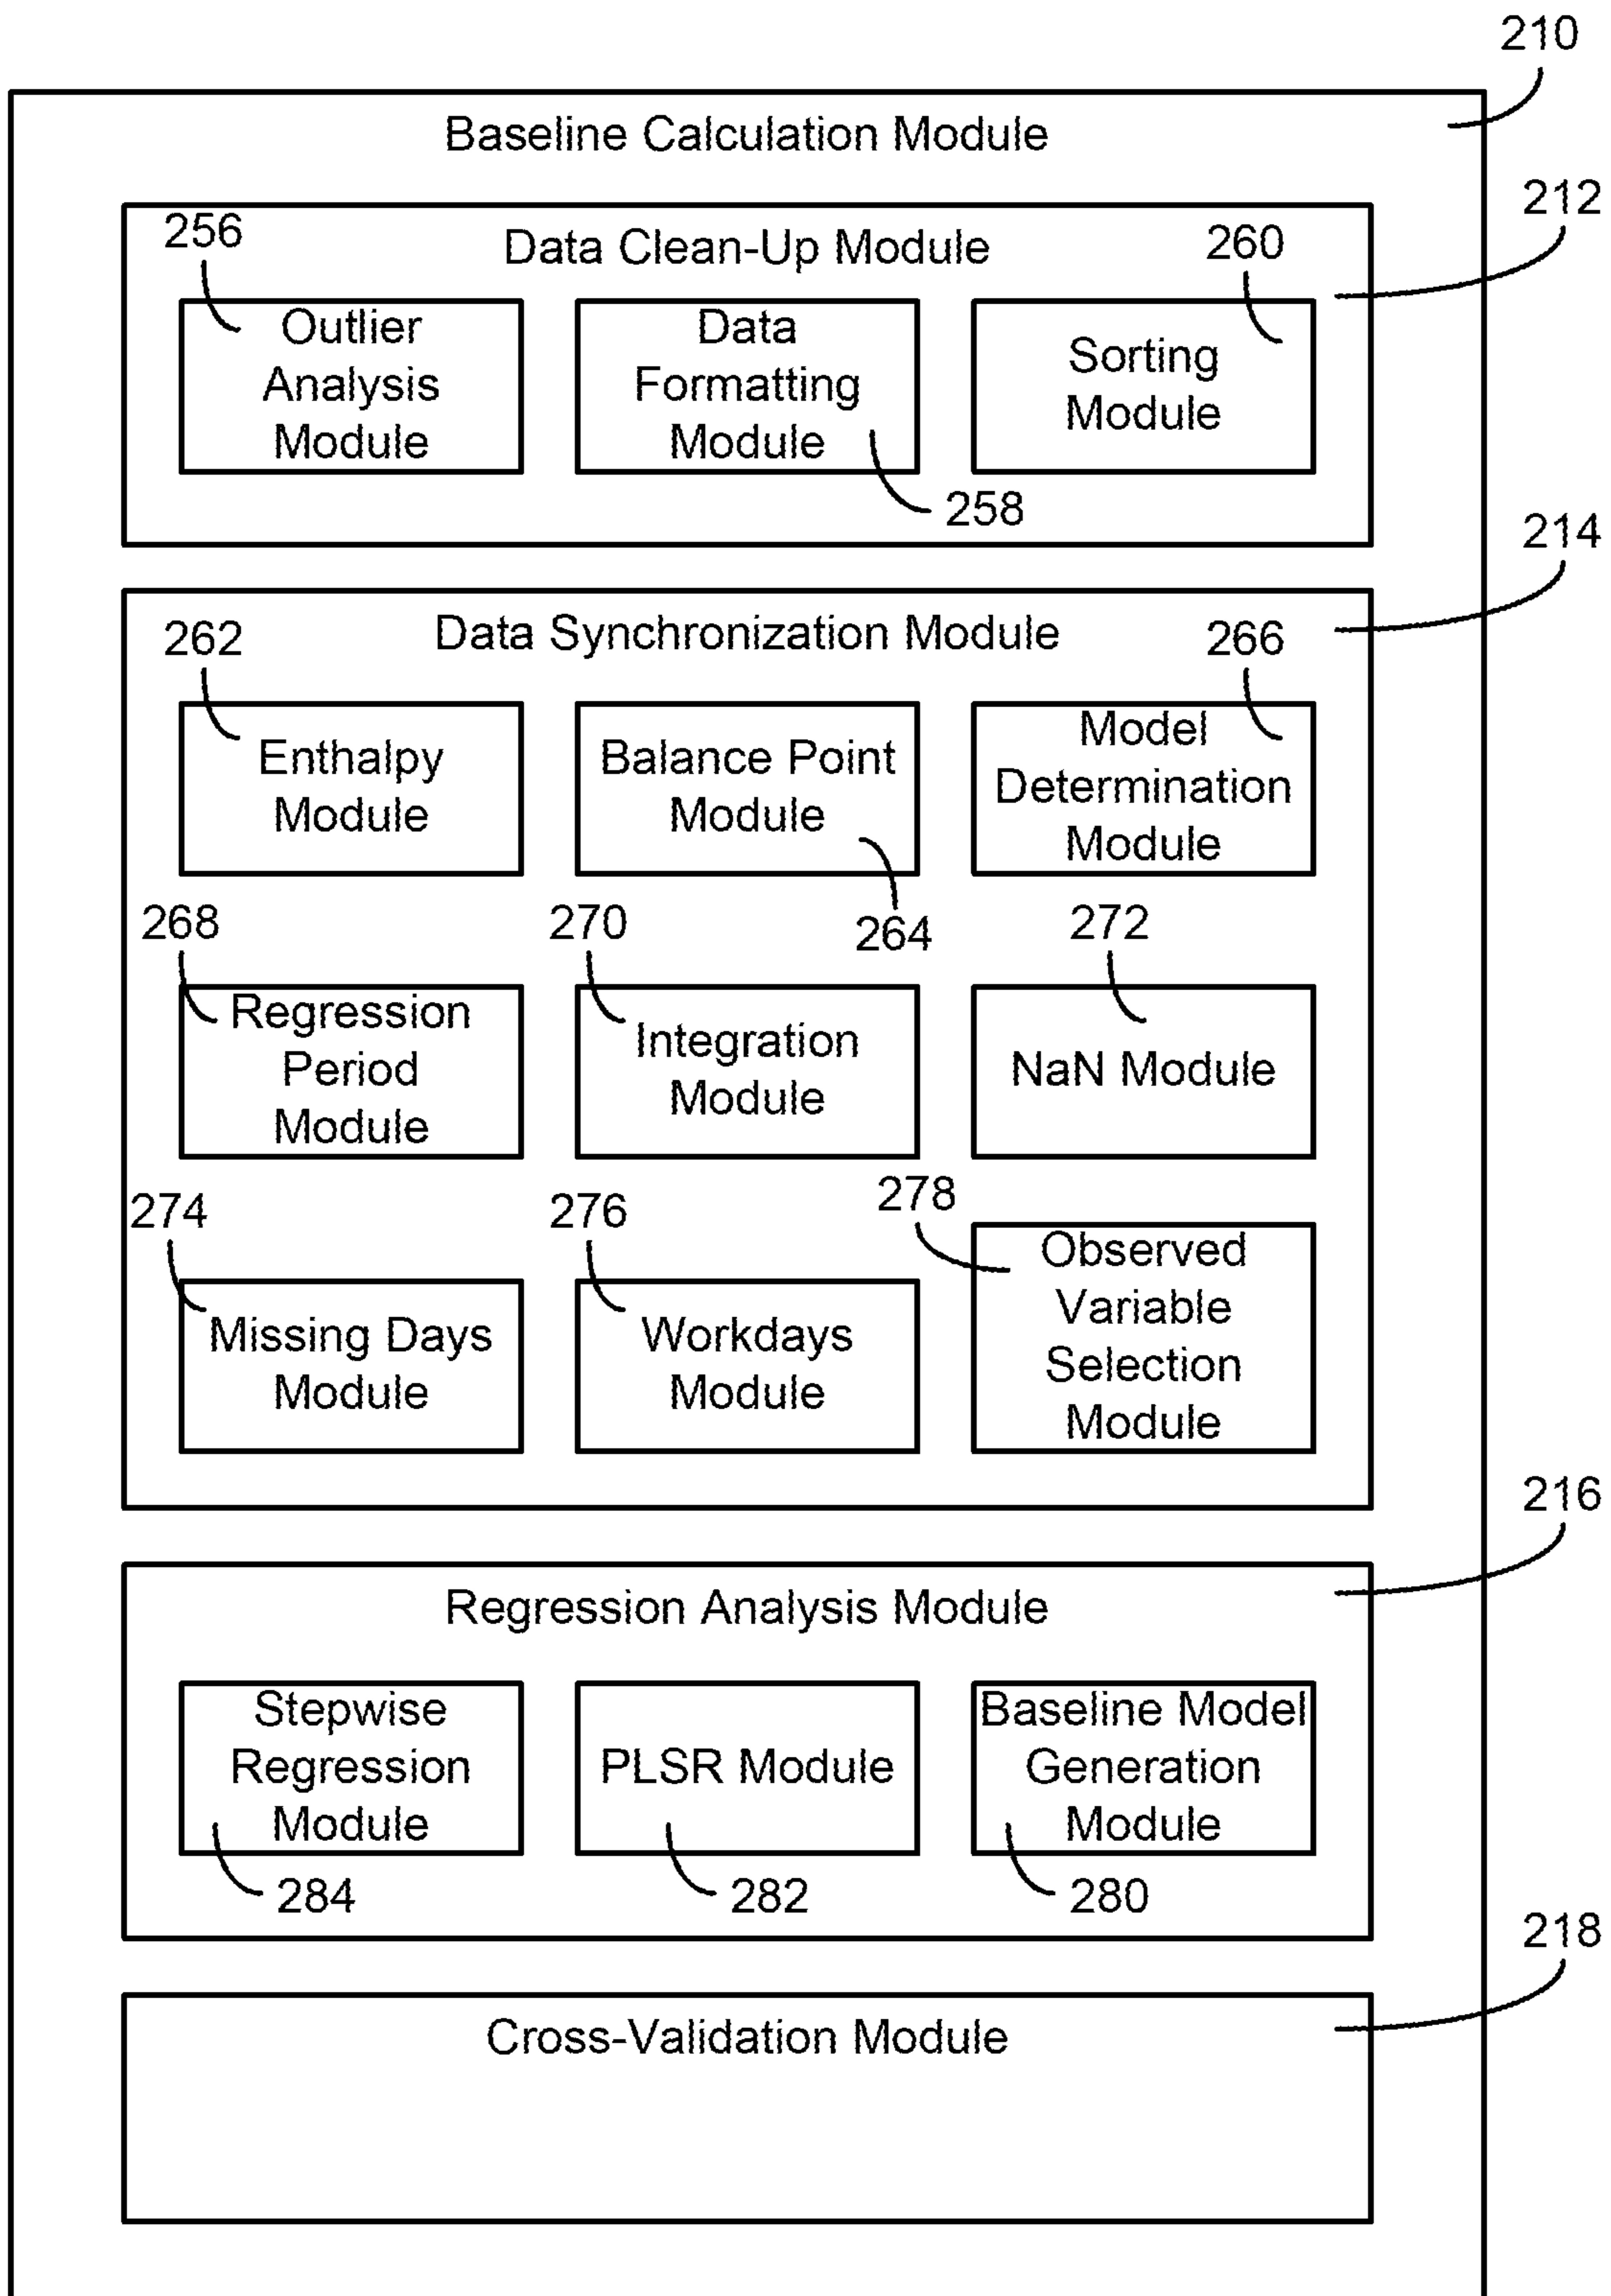 210
Baseline Calculation Module
212
256
Data Clean-Up Module
260
Outlier
Analysis
Module
Data
Formatting
Module
Sorting
Module
258
214
262
Data Synchronization Module
266
Enthalpy
Module
Balance Point
Module
Model
Determination
Module
264
268
270
272
Regression
Period
Module
Integration
Module
NaN Module
274
276
278
Missing Days
Module
Workdays
Module
Observed
Variable
Selection
Module
216
Regression Analysis Module
Stepwise
Regression
Module
PLSR Module
Baseline Model
Generation
Module
284
282
280
218
Cross-Validation Module